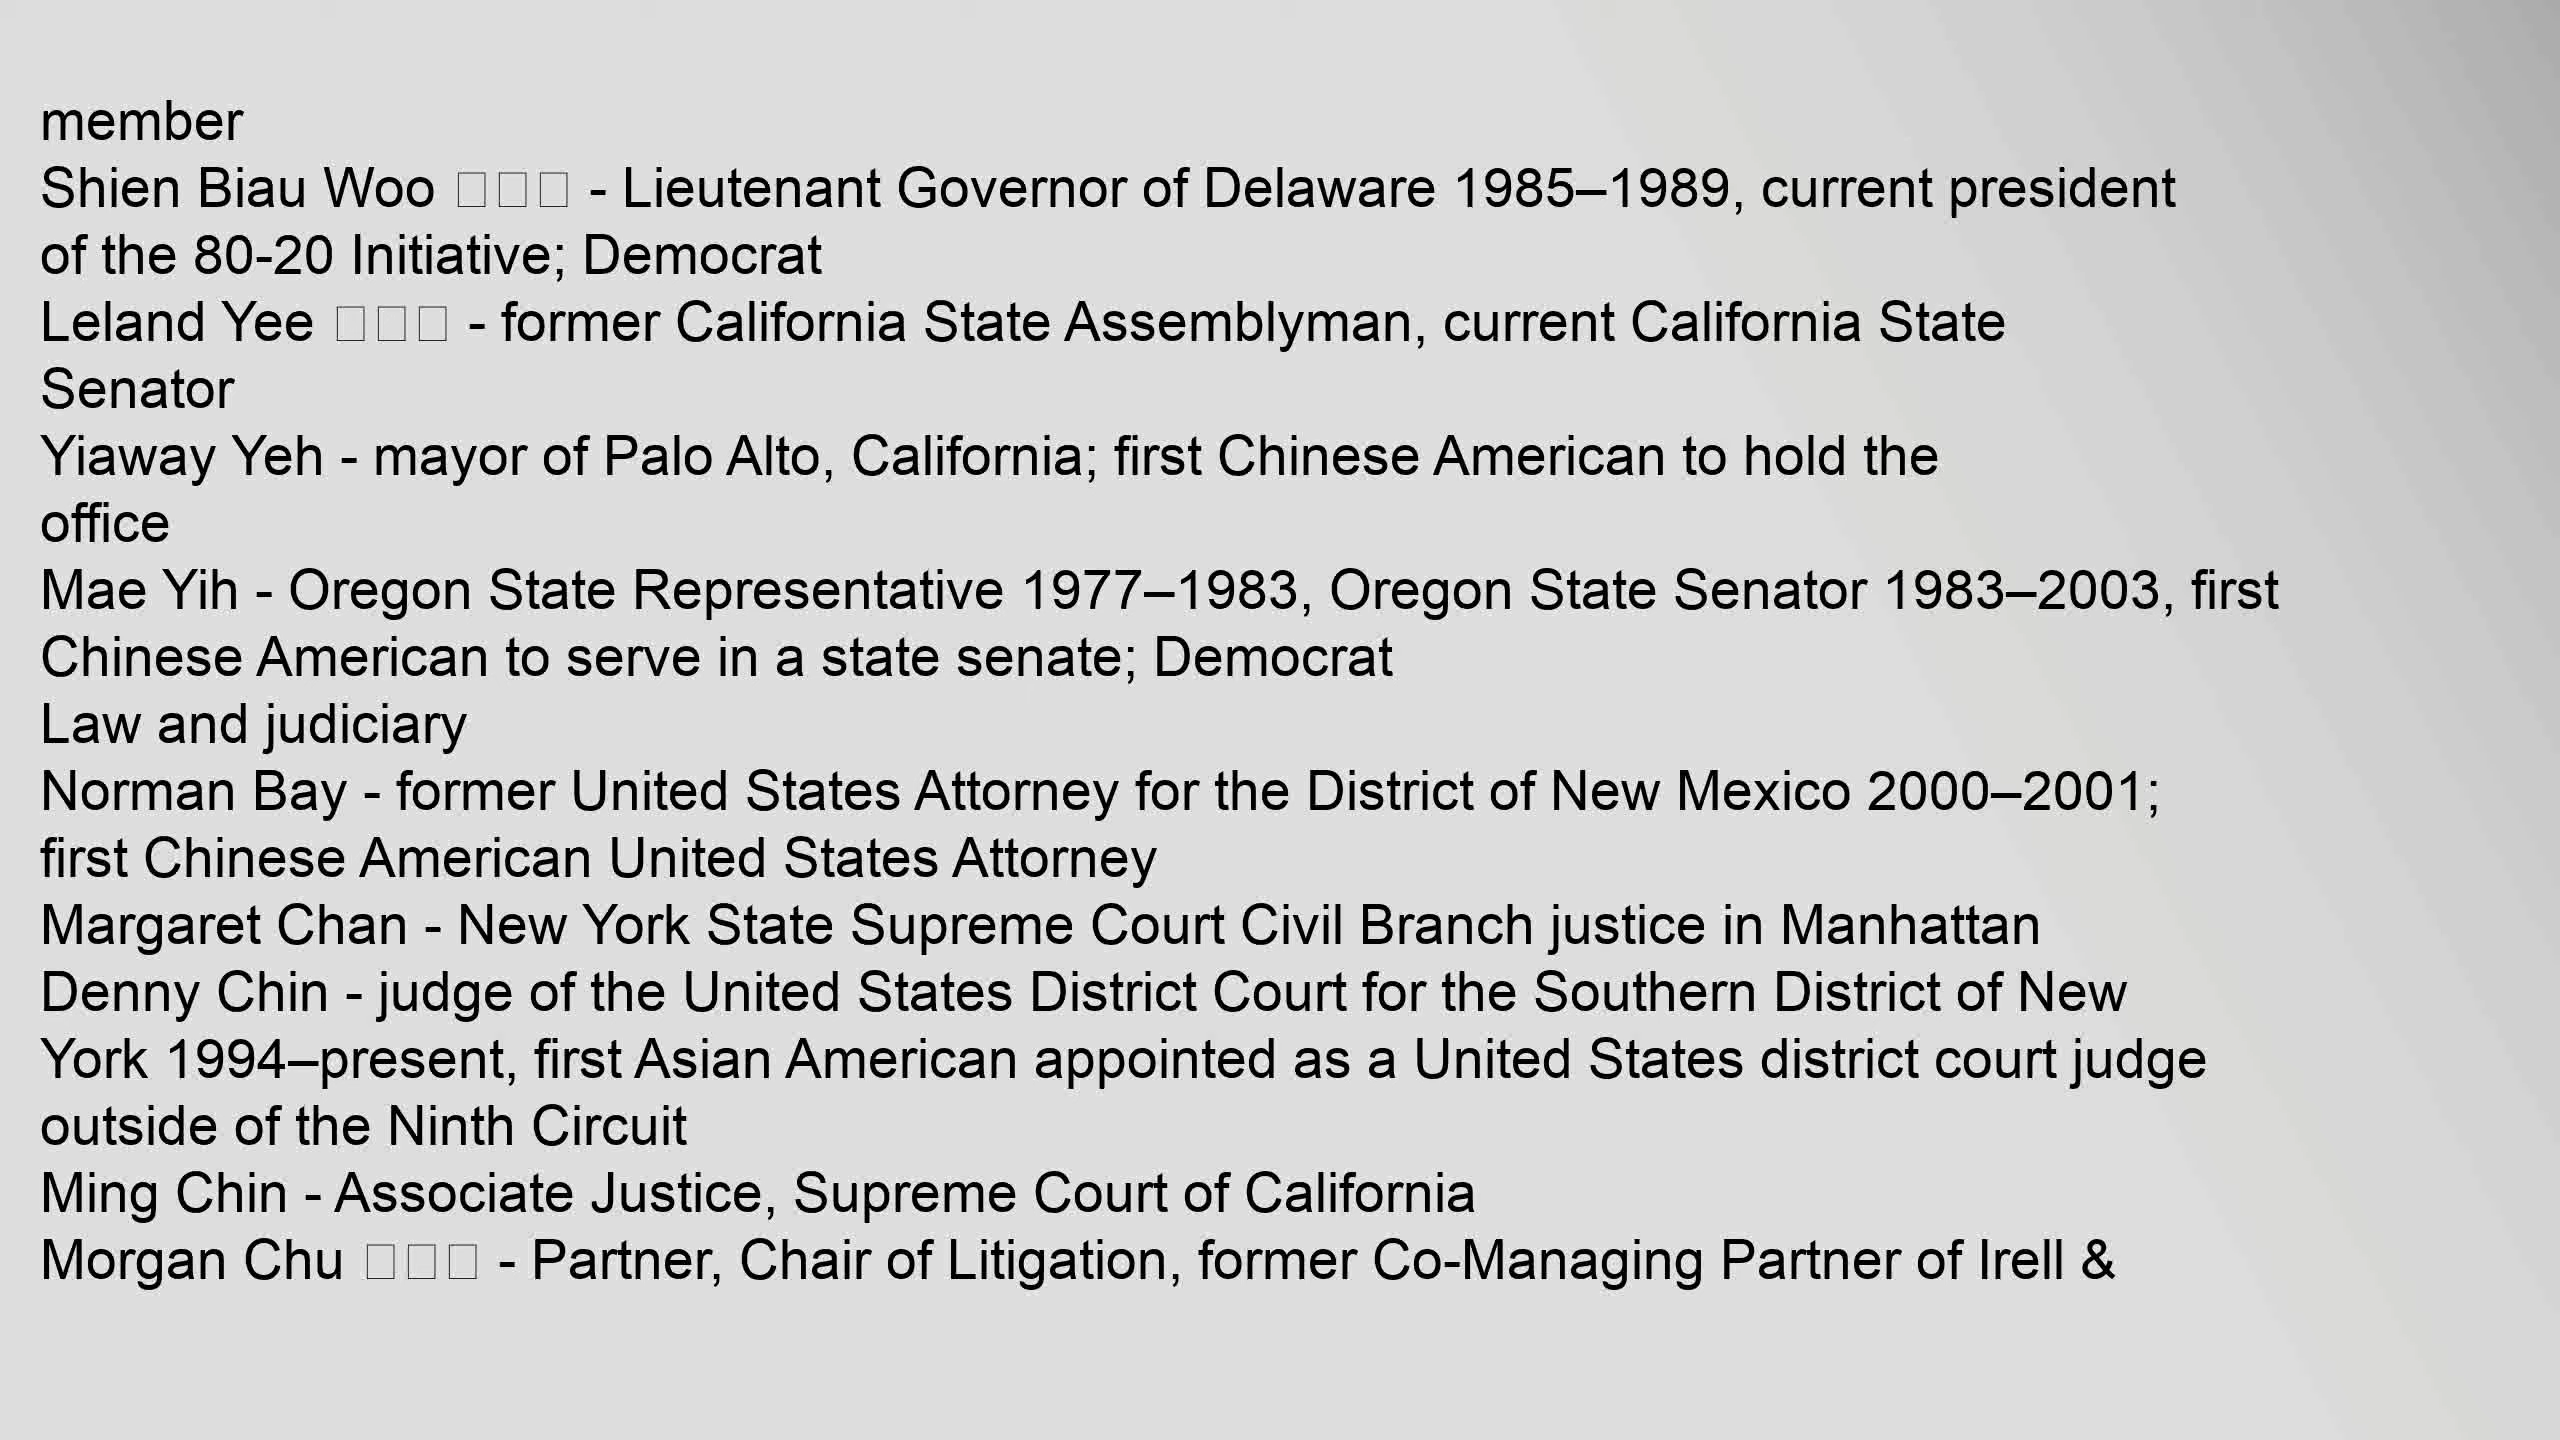 member
Shien Biau Woo □□□ - Lieutenant Governor of Delaware 1985–1989, current president
of the 80-20 Initiative; Democrat
Leland Yee □□□ - former California State Assemblyman, current California State
Senator
Yiaway Yeh - mayor of Palo Alto, California; first Chinese American to hold the
office
Mae Yih - Oregon State Representative 1977–1983, Oregon State Senator 1983–2003, first
Chinese American to serve in a state senate; Democrat
Law and judiciary
Norman Bay - former United States Attorney for the District of New Mexico 2000–2001;
first Chinese American United States Attorney
Margaret Chan - New York State Supreme Court Civil Branch justice in Manhattan
Denny Chin - judge of the United States District Court for the Southern District of New
York 1994–present, first Asian American appointed as a United States district court judge
outside of the Ninth Circuit
Ming Chin - Associate Justice, Supreme Court of California
Morgan Chu □□□ - Partner, Chair of Litigation, former Co-Managing Partner of Irell &